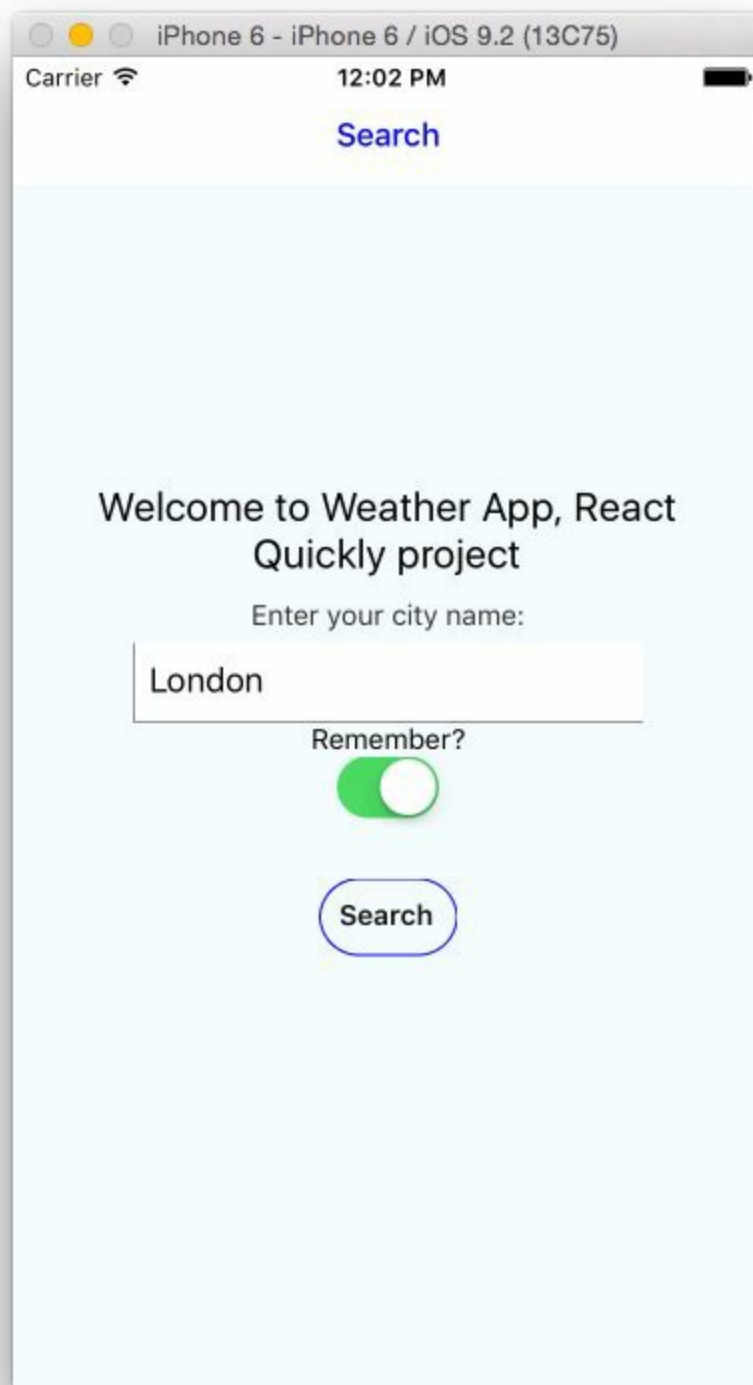 iPhone 6 - iPhone 6 / iOS 9.2 (13C75)
Carrier 12:02 PM
Search
Welcome to Weather App, React
Quickly project
Enter your city name:
London
Remember?
Search